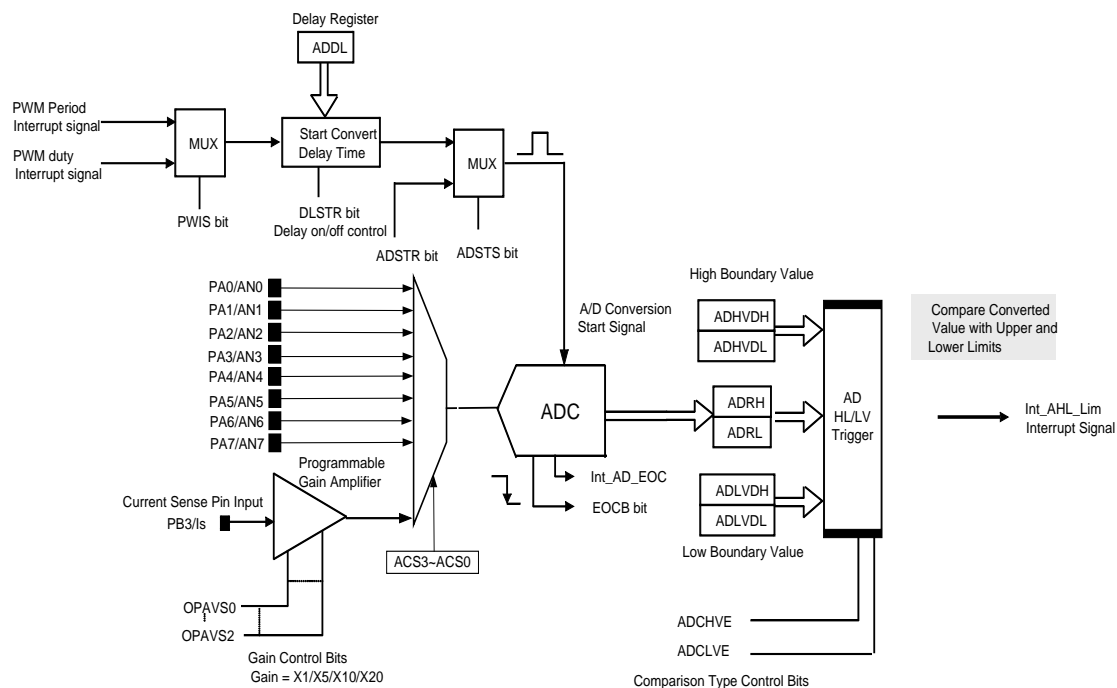 Delay Register
ADDL
PWM Period
Interrupt signal
PWM duty
Interrupt signal
MUX
Start Convert
Delay Time
MUX
PWIS bit
DLSTR bit
Delay on/off control
ADSTR bit
ADSTS bit
PA0/AN0
PA1/AN1
PA2/AN2
PA3/AN3
PA4/AN4
PA5/AN5
PA6/AN6
PA7/AN7
A/D Conversion
Start Signal
High Boundary Value
ADHVDH
ADHVDL
Compare Converted
Value with Upper and
Lower Limits
ADC
ADRH
ADRL
AD
HL/LV
Trigger
Int_AHL_Lim
Interrupt Signal
Programmable
Gain Amplifier
Int_AD_EOC
EOCB bit
Current Sense Pin Input
PB3/Is
ADLVDH
ADLVDL
Low Boundary Value
ACS3~ACS0
OPAVS0
OPAVS2
Gain Control Bits
Gain = X1/X5/X10/X20
ADCHVE
ADCLVE
Comparison Type Control Bits